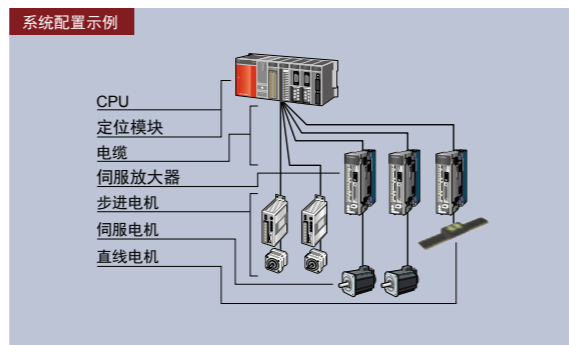 系统配置示例
CPU
定位模块
电缆
伺服放大器
步进电机
伺服电机
直线电机